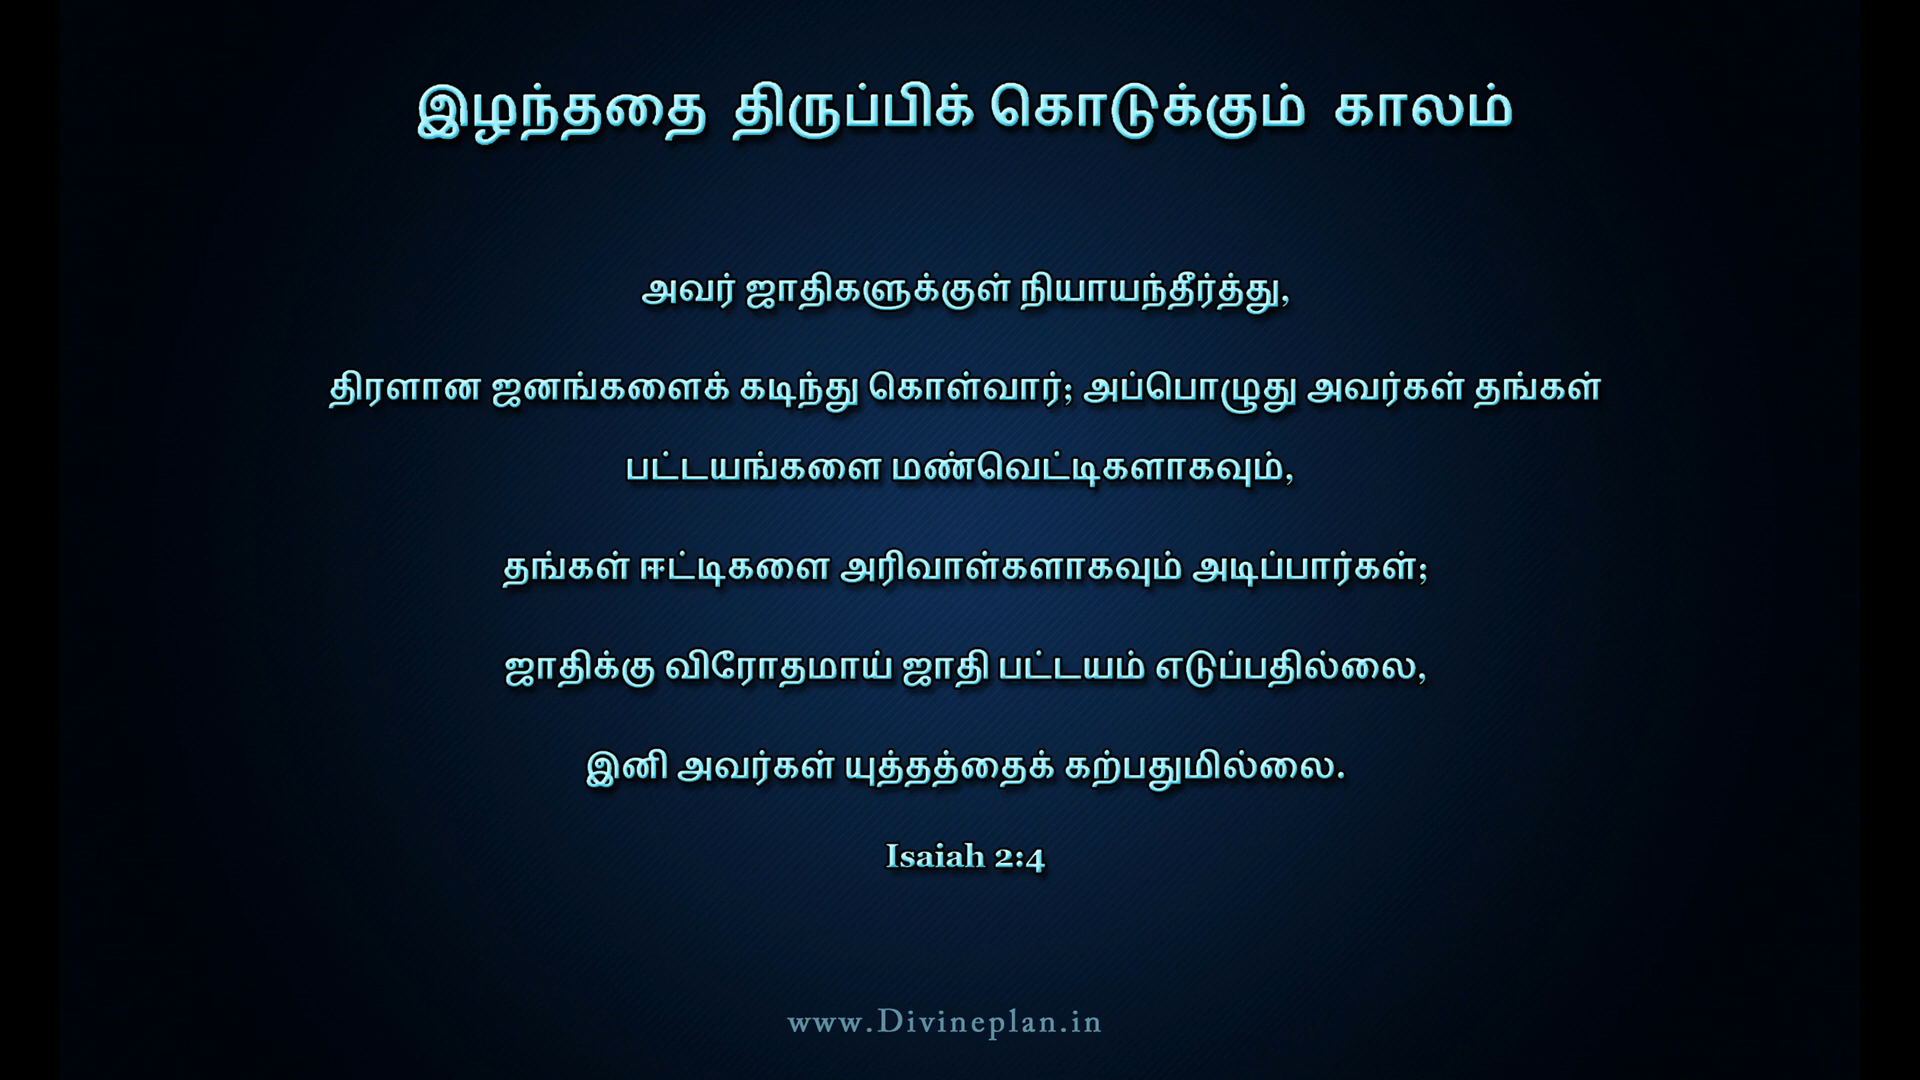 இழந்ததை திருப்பிக் கொடுக்கும் காலம்
அவர் ஜாதிகளுக்குள் நியாயந்தீர்த்து,
திரளான ஜனங்களைக் கடிந்து கொள்வார்; அப்பொழுது அவர்கள் தங்கள்
பட்டயங்களை மண்வெட்டிகளாகவும்,
தங்கள் ஈட்டிகளை அரிவாள்களாகவும் அடிப்பார்கள்;
ஜாதிக்கு விரோதமாய் ஜாதி பட்டயம் எடுப்பதில்லை,
இனி அவர்கள் யுத்தத்தைக் கற்பதுமில்லை.
Isaiah 2:4
www.Divineplan.in